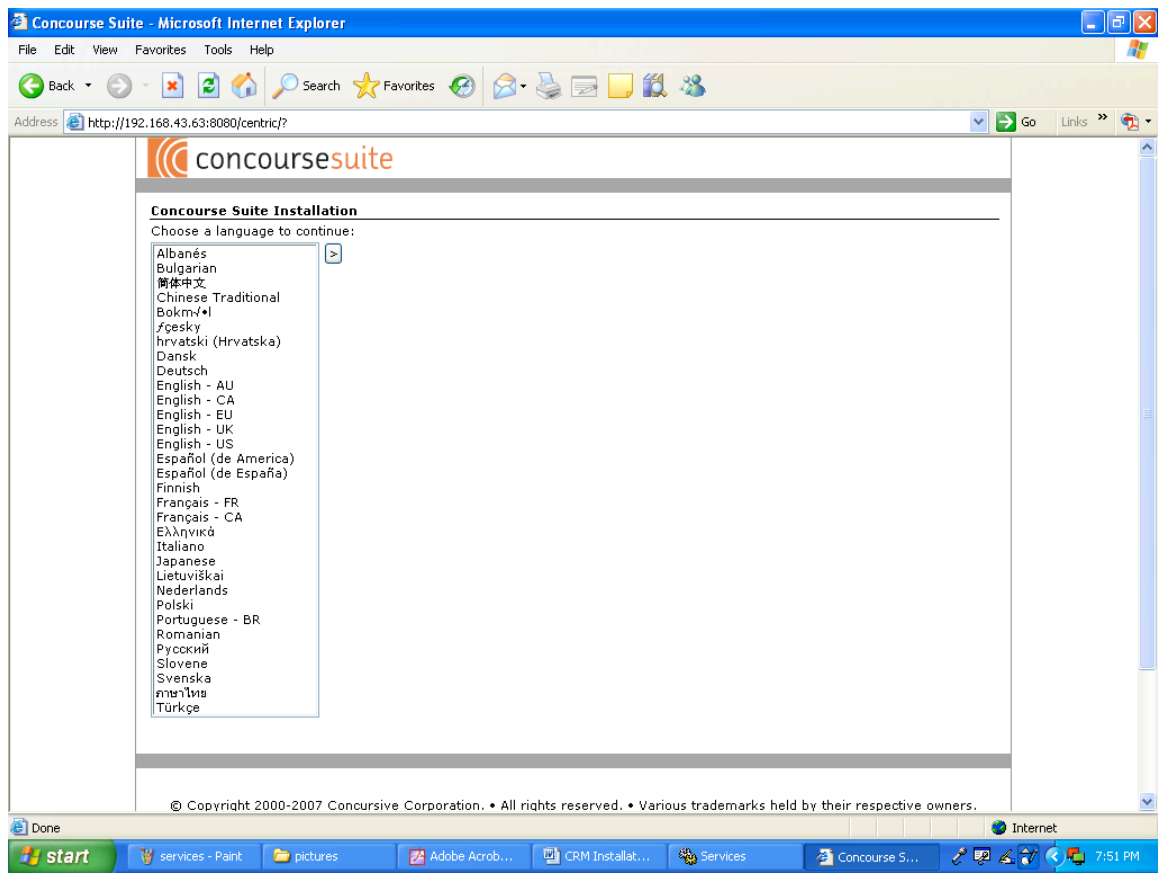 Concourse Suite - Microsoft Internet Explorer
File Edit View Favorites Tools Help
Back Search Favorites
Address http://192.168.43.63:8080/centric/? Go Links »
concoursesuite
Concourse Suite Installation
Choose a language to continue:
Albanés >
Bulgarian
简体中文
Chinese Traditional
Bokm√•l
ƒçesky
hrvatski (Hrvatska)
Dansk
Deutsch
English - AU
English - CA
English - EU
English - UK
English - US
Español (de America)
Español (de España)
Finnish
Français - FR
Français - CA
Ελληνικά
Italiano
Japanese
Lietuviškai
Nederlands
Polski
Portuguese - BR
Romanian
Русский
Slovene
Svenska
ภาษาไทย
Türkçe
© Copyright 2000-2007 Concursive Corporation. • All rights reserved. • Various trademarks held by their respective owners.
Done Internet
start services - Paint pictures Adobe Acrob... CRM Installat... Services Concourse S... 7:51 PM